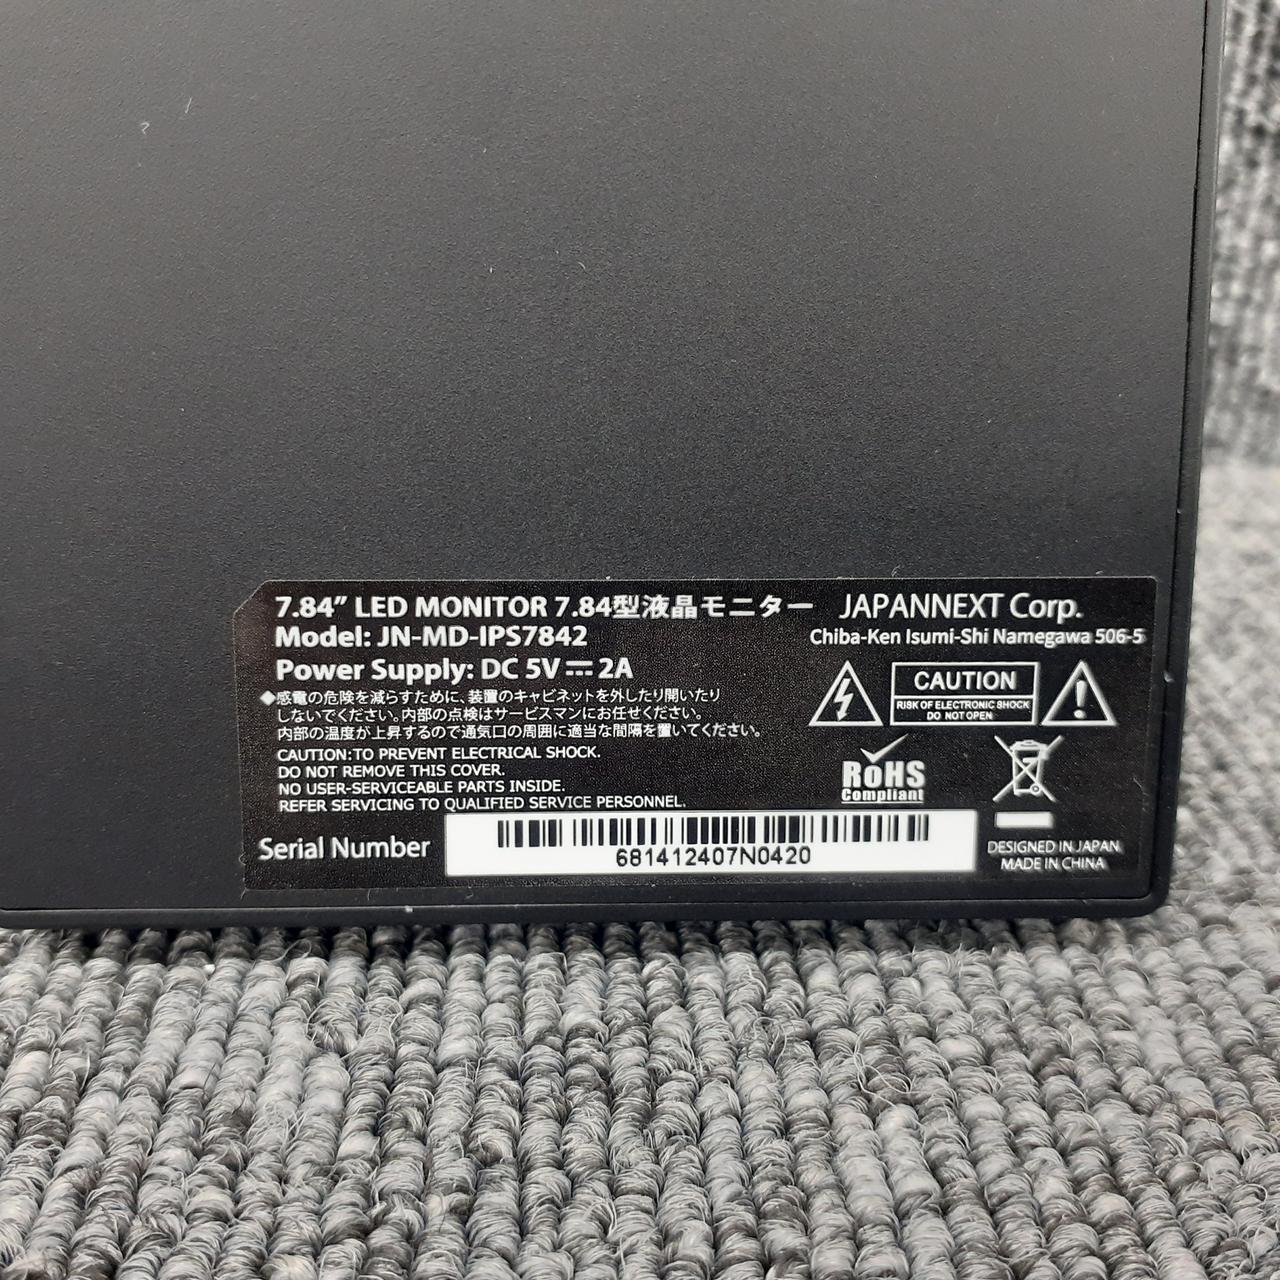 7.84” LED MONITOR 7.84型液晶モニター
Model: JN-MD-IPS7842
Power Supply: DC 5V⎓2A
◆感電の危険を減らすために、装置のキャビネットを外したり開いたり
しないでください。内部の点検はサービスマンにお任せください。
内部の温度が上昇するので通気口の周囲に適当な間隔を置いてください。
CAUTION: TO PREVENT ELECTRICAL SHOCK.
DO NOT REMOVE THIS COVER.
NO USER-SERVICEABLE PARTS INSIDE.
REFER SERVICING TO QUALIFIED SERVICE PERSONNEL.
JAPANNEXT Corp.
Chiba-Ken Isumi-Shi Namegawa 506-5
CAUTION
RISK OF ELECTRONIC SHOCK
DO NOT OPEN
RoHS
Compliant
Serial Number
681412407N0420
DESIGNED IN JAPAN
MADE IN CHINA